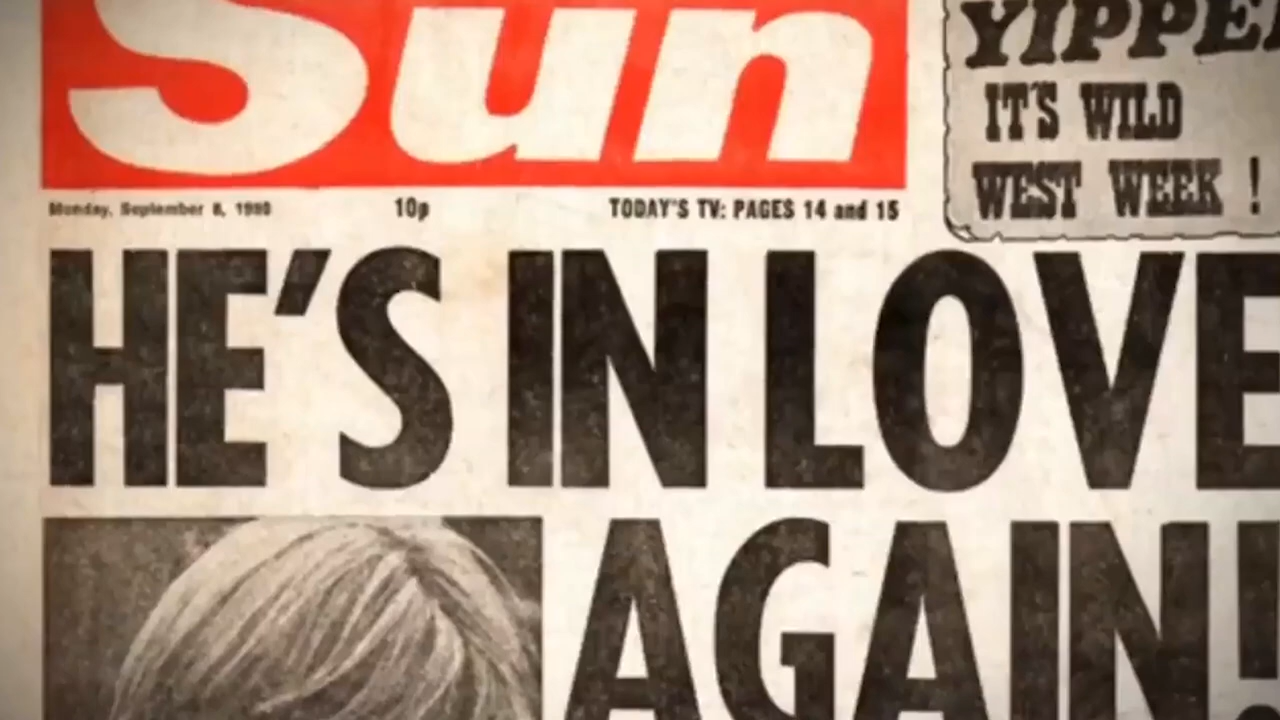 Sun
YIPPE
IT'S WILD
WEST WEEK !
Monday, September 8, 1980
10p
TODAY'S TV: PAGES 14 and 15
HE'S IN LOVE
AGAIN!